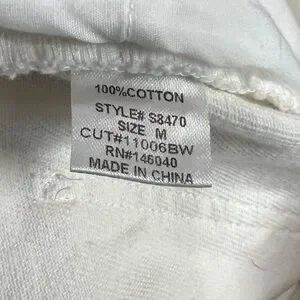 100%COTTON
STYLE# S8470
SIZE M
CUT#11006BW
RN#146040
MADE IN CHINA